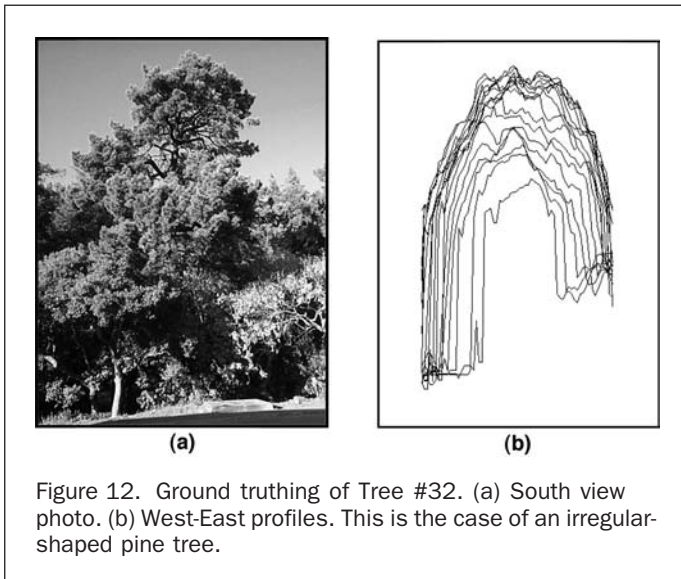 (a)
(b)
Figure 12. Ground truthing of Tree #32. (a) South view
photo. (b) West-East profiles. This is the case of an irregular-
shaped pine tree.